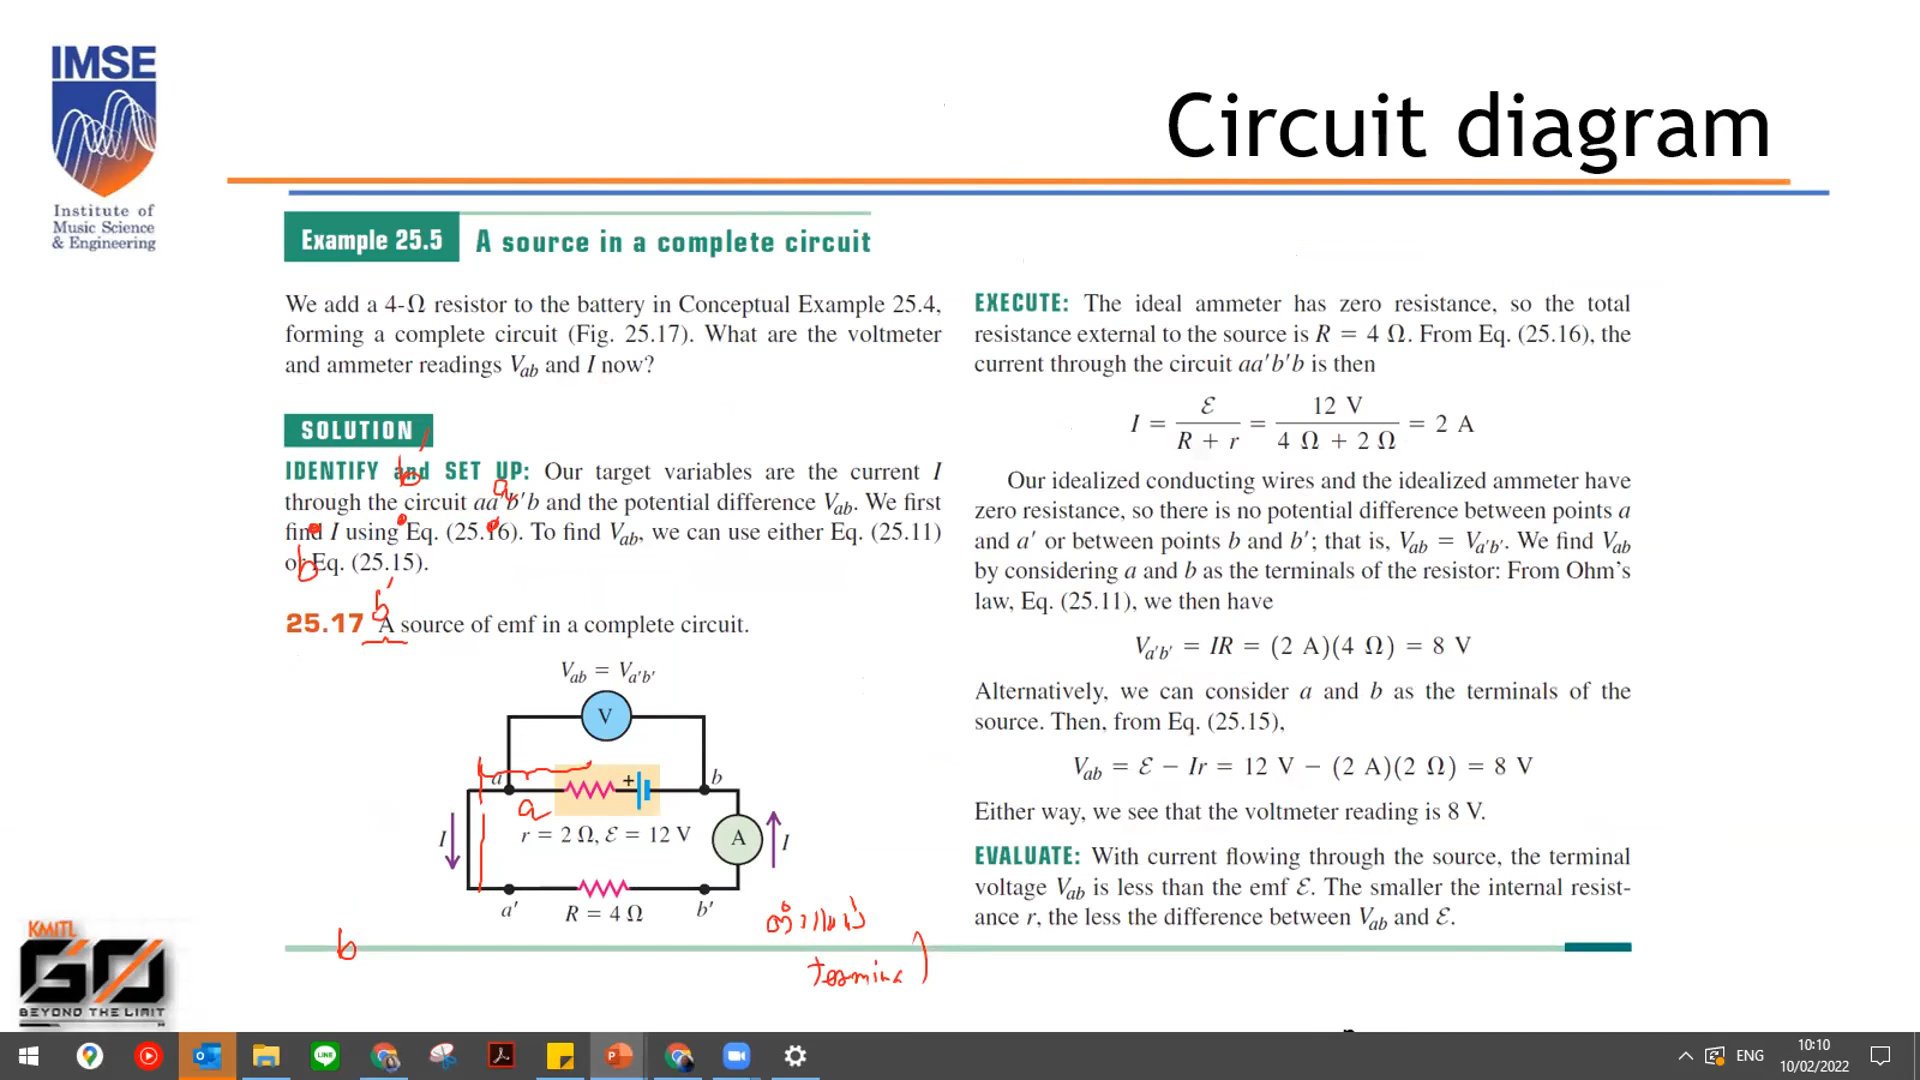 IMSE
Institute of
Music Science
& Engineering
Circuit diagram
Example 25.5 A source in a complete circuit
We add a 4-Ω resistor to the battery in Conceptual Example 25.4,
forming a complete circuit (Fig. 25.17). What are the voltmeter
and ammeter readings Vab and I now?
SOLUTION
IDENTIFY and SET UP: Our target variables are the current I
through the circuit aa′b′b and the potential difference Vab. We first
find I using Eq. (25.16). To find Vab, we can use either Eq. (25.11)
or Eq. (25.15).
b′
a
b
b′
25.17 A source of emf in a complete circuit.
Vab = Va′b′
V
a
+
b
a
r = 2 Ω, ℰ = 12 V
I
A
I
a′
R = 4 Ω
b′
b
termina
EXECUTE: The ideal ammeter has zero resistance, so the total
resistance external to the source is R = 4 Ω. From Eq. (25.16), the
current through the circuit aa′b′b is then
I = ℰ / (R + r) = 12 V / (4 Ω + 2 Ω) = 2 A
Our idealized conducting wires and the idealized ammeter have
zero resistance, so there is no potential difference between points a
and a′ or between points b and b′; that is, Vab = Va′b′. We find Vab
by considering a and b as the terminals of the resistor: From Ohm’s
law, Eq. (25.11), we then have
Va′b′ = IR = (2 A)(4 Ω) = 8 V
Alternatively, we can consider a and b as the terminals of the
source. Then, from Eq. (25.15),
Vab = ℰ − Ir = 12 V − (2 A)(2 Ω) = 8 V
Either way, we see that the voltmeter reading is 8 V.
EVALUATE: With current flowing through the source, the terminal
voltage Vab is less than the emf ℰ. The smaller the internal resist-
ance r, the less the difference between Vab and ℰ.
KMITL
GO
BEYOND THE LIMIT
LINE
ENG
10:10
10/02/2022